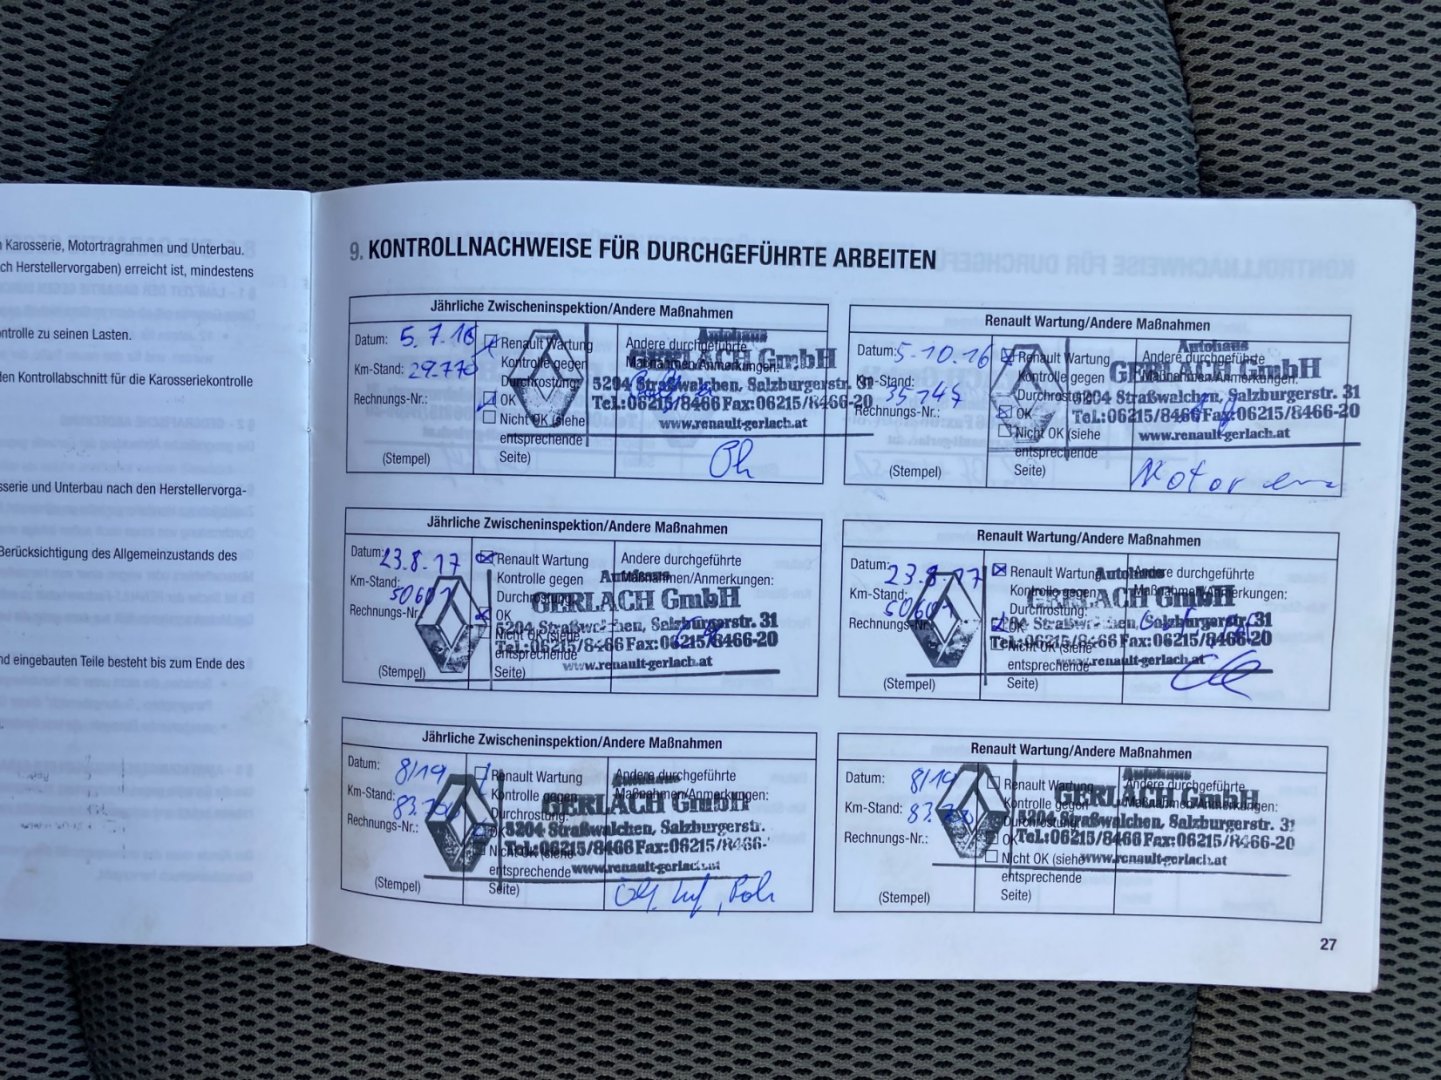 n Karosserie, Motortragrahmen und Unterbau.
ch Herstellervorgaben) erreicht ist, mindestens
ntrolle zu seinen Lasten.
den Kontrollabschnitt für die Karosseriekontrolle
sserie und Unterbau nach den Herstellervorga-
Berücksichtigung des Allgemeinzustands des
nd eingebauten Teile besteht bis zum Ende des
9. KONTROLLNACHWEISE FÜR DURCHGEFÜHRTE ARBEITEN
Jährliche Zwischeninspektion/Andere Maßnahmen
Datum: 5.7.16
Km-Stand: 29.770
Rechnungs-Nr.:
(Stempel)
Renault Wartung
Kontrolle gegen
Durchrostung:
OK
Nicht OK (siehe
entsprechende
Seite)
Andere durchgeführte
Maßnahmen/Anmerkungen:
Autohaus
GERLACH GmbH
5204 Straßwalchen, Salzburgerstr. 31
Tel.:06215/8466 Fax:06215/8466-20
www.renault-gerlach.at
Renault Wartung/Andere Maßnahmen
Datum: 5.10.16
Km-Stand: 35.144
Rechnungs-Nr.:
(Stempel)
Renault Wartung
Kontrolle gegen
Durchrostung:
OK
Nicht OK (siehe
entsprechende
Seite)
Andere durchgeführte
Maßnahmen/Anmerkungen:
Autohaus
GERLACH GmbH
5204 Straßwalchen, Salzburgerstr. 31
Tel.:06215/8466 Fax:06215/8466-20
www.renault-gerlach.at
Motor
Jährliche Zwischeninspektion/Andere Maßnahmen
Datum: 23.8.17
Km-Stand: 50601
Rechnungs-Nr.
(Stempel)
Renault Wartung
Kontrolle gegen
Durchrostung:
OK
Nicht OK (siehe
entsprechende
Seite)
Andere durchgeführte
Maßnahmen/Anmerkungen:
Autohaus
GERLACH GmbH
5204 Straßwalchen, Salzburgerstr. 31
Tel.:06215/8466 Fax:06215/8466-20
www.renault-gerlach.at
Renault Wartung/Andere Maßnahmen
Datum: 23.8.17
Km-Stand: 50601
Rechnungs-Nr.
(Stempel)
Renault Wartung
Kontrolle gegen
Durchrostung:
OK
Nicht OK (siehe
entsprechende
Seite)
Andere durchgeführte
Maßnahmen/Anmerkungen:
Autohaus
GERLACH GmbH
5204 Straßwalchen, Salzburgerstr. 31
Tel.:06215/8466 Fax:06215/8466-20
www.renault-gerlach.at
Jährliche Zwischeninspektion/Andere Maßnahmen
Datum: 8/19
Km-Stand:
Rechnungs-Nr.:
(Stempel)
Renault Wartung
Kontrolle gegen
Durchrostung:
OK
Nicht OK (siehe
entsprechende
Seite)
Andere durchgeführte
Maßnahmen/Anmerkungen:
Autohaus
GERLACH GmbH
5204 Straßwalchen, Salzburgerstr.
Tel.:06215/8466 Fax:06215/8466-
www.renault-gerlach.at
Renault Wartung/Andere Maßnahmen
Datum: 8/19
Km-Stand:
Rechnungs-Nr.:
(Stempel)
Renault Wartung
Kontrolle gegen
Durchrostung:
OK
Nicht OK (siehe
entsprechende
Seite)
Andere durchgeführte
Maßnahmen/Anmerkungen:
Autohaus
GERLACH GmbH
5204 Straßwalchen, Salzburgerstr. 31
Tel.:06215/8466 Fax:06215/8466-20
www.renault-gerlach.at
27